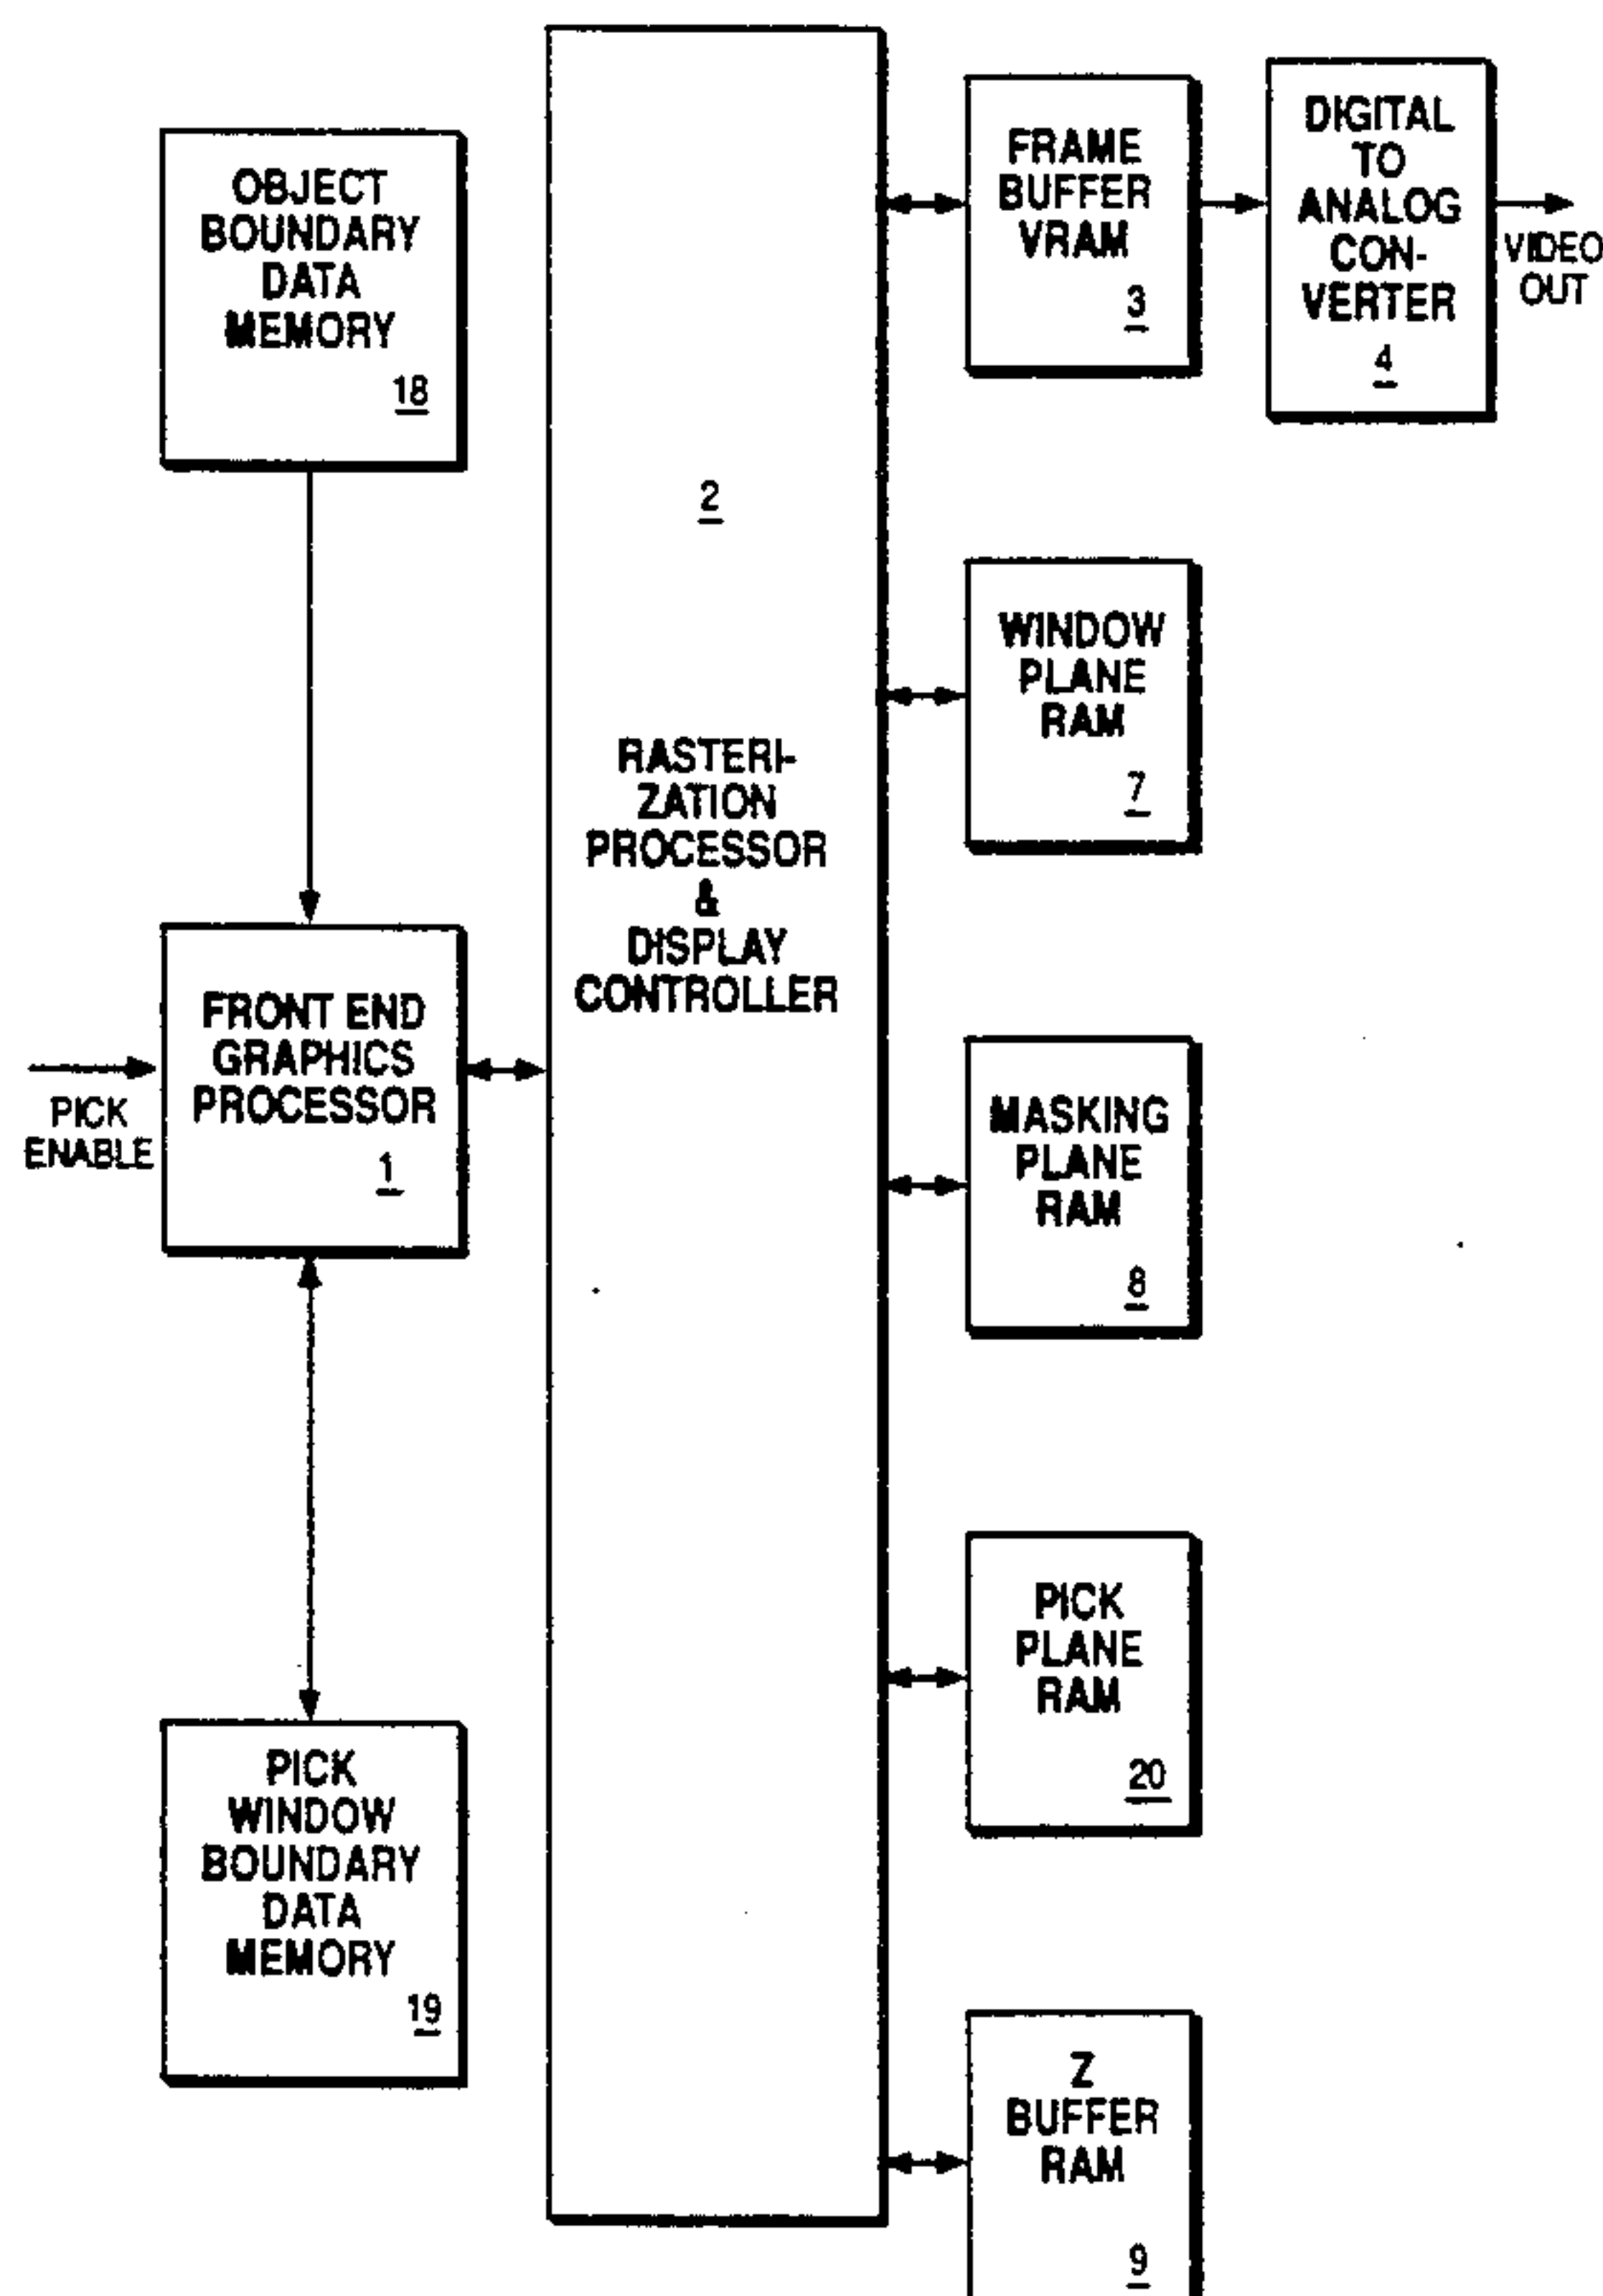 OBJECT
BOUNDARY
DATA
MEMORY
18
PICK
ENABLE
FRONT END
GRAPHICS
PROCESSOR
1
PICK
WINDOW
BOUNDARY
DATA
MEMORY
19
2
RASTERI-
ZATION
PROCESSOR
&
DISPLAY
CONTROLLER
FRAME
BUFFER
VRAM
3
DIGITAL
TO
ANALOG
CON-
VERTER
4
VIDEO
OUT
WINDOW
PLANE
RAM
7
MASKING
PLANE
RAM
8
PICK
PLANE
RAM
20
Z
BUFFER
RAM
9